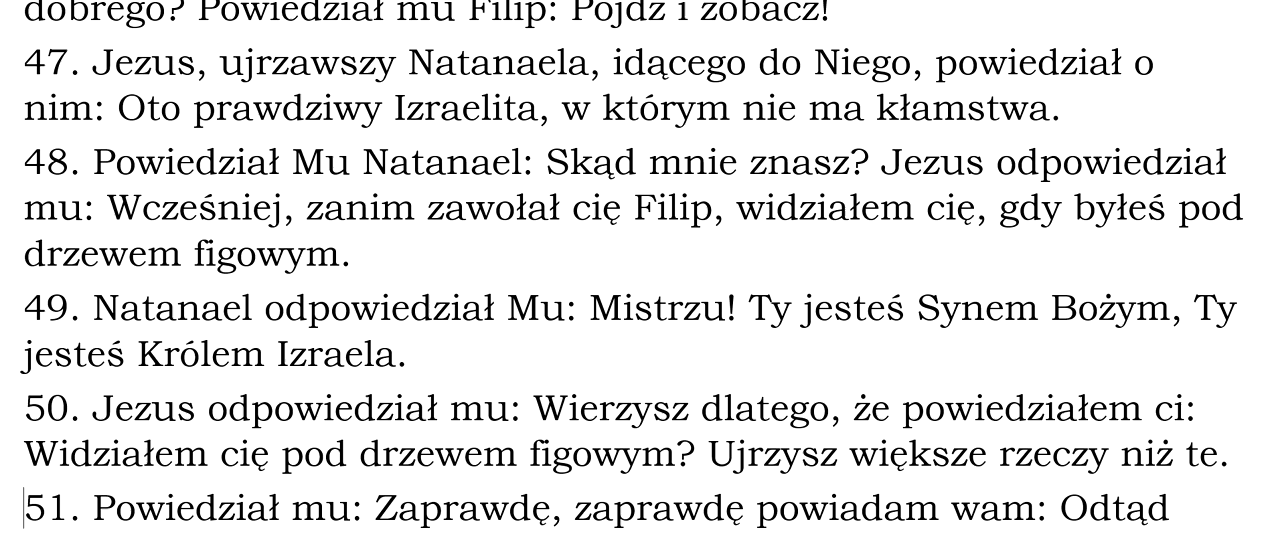 dobrego? Powiedział mu Filip: Pójdź i zobacz!
47. Jezus, ujrzawszy Natanaela, idącego do Niego, powiedział o
nim: Oto prawdziwy Izraelita, w którym nie ma kłamstwa.
48. Powiedział Mu Natanael: Skąd mnie znasz? Jezus odpowiedział
mu: Wcześniej, zanim zawołał cię Filip, widziałem cię, gdy byłeś pod
drzewem figowym.
49. Natanael odpowiedział Mu: Mistrzu! Ty jesteś Synem Bożym, Ty
jesteś Królem Izraela.
50. Jezus odpowiedział mu: Wierzysz dlatego, że powiedziałem ci:
Widziałem cię pod drzewem figowym? Ujrzysz większe rzeczy niż te.
51. Powiedział mu: Zaprawdę, zaprawdę powiadam wam: Odtąd